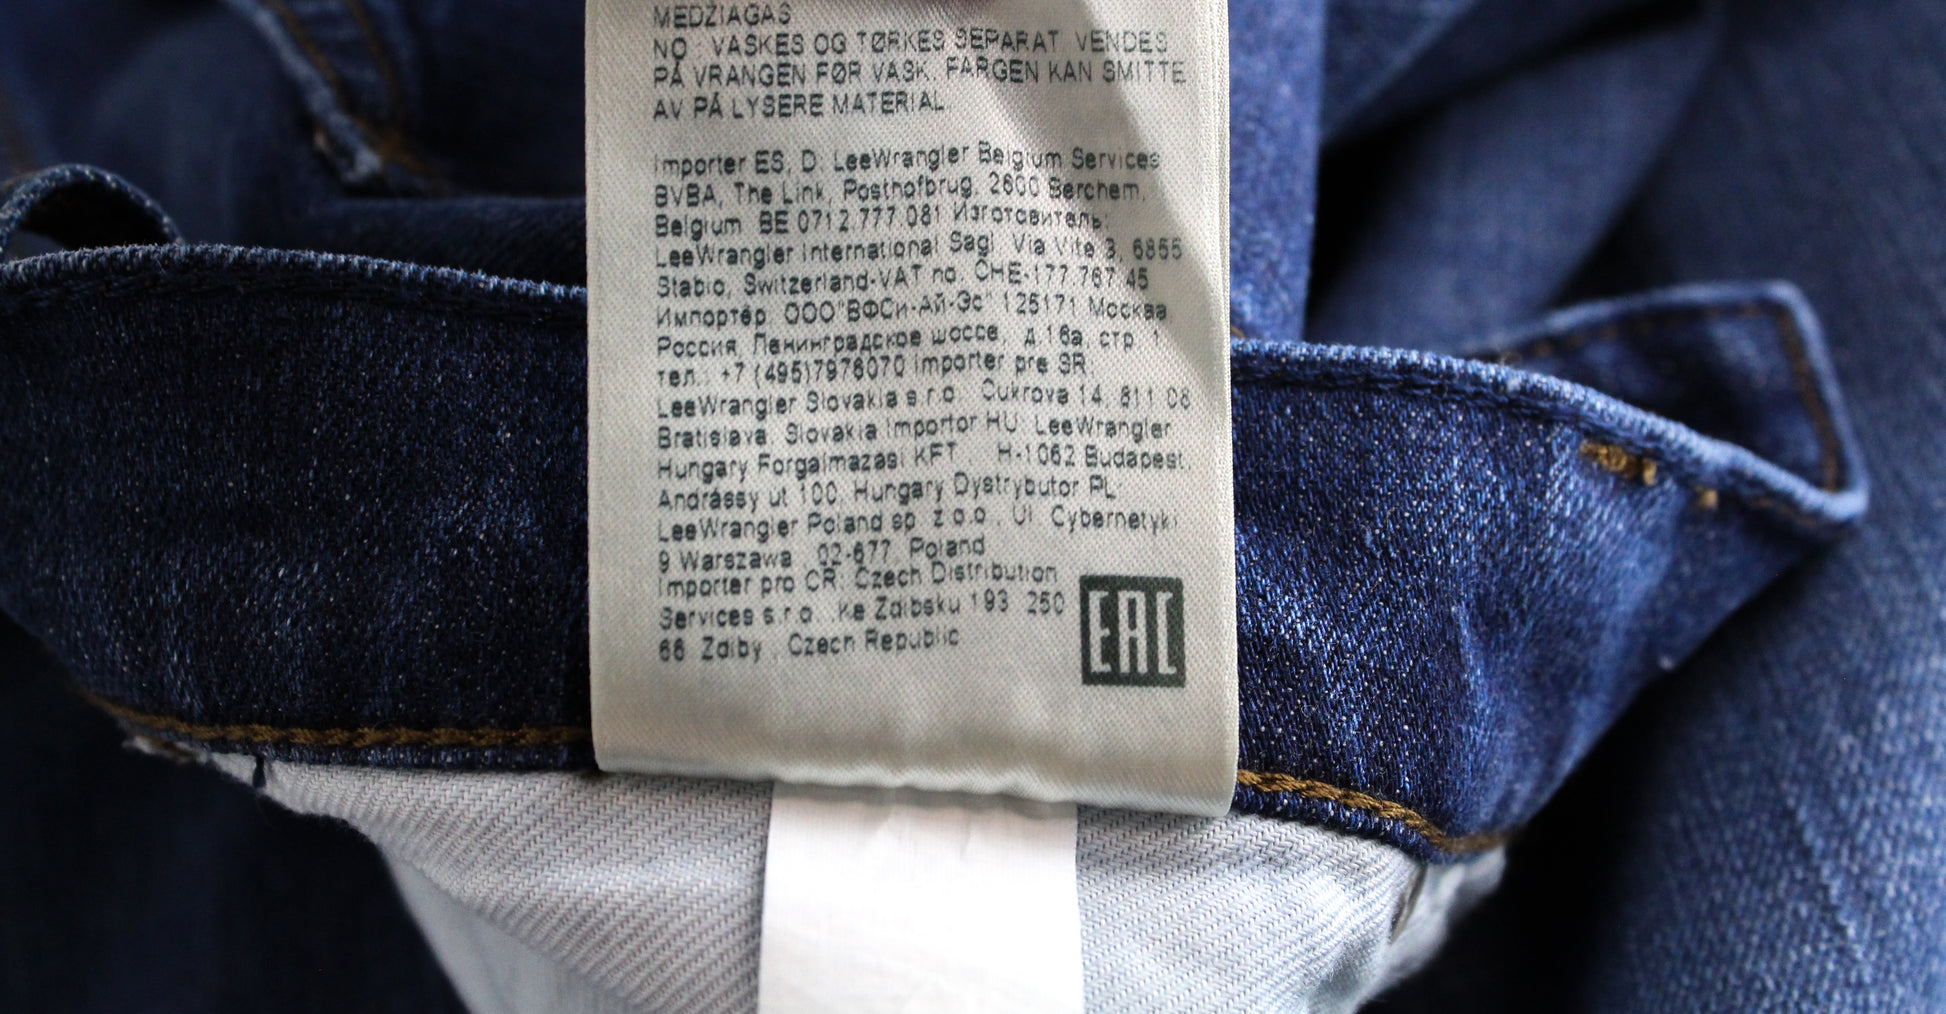 MEDZIAGAS
NO : VASKES OG TØRKES SEPARAT. VENDES
PÅ VRANGEN FØR VASK. FARGEN KAN SMITTE
AV PÅ LYSERE MATERIAL
Importer ES, D: LeeWrangler Belgium Services
BVBA, The Link, Posthofbrug, 2600 Berchem,
Belgium BE 0712.777.081 Изготовитель:
LeeWrangler International Sagl Via Vite 3, 6855
Stabio, Switzerland-VAT no. CHE-177 767 45
Импортёр: ООО"ВФСи-Ай-Эс" 125171 Москва
Россия, Ленинградское шоссе, д.16а, стр 1
тел.: +7 (495)7976070 Importer pre SR
LeeWrangler Slovakia s.r.o. Cukrova 14, 811 08
Bratislava, Slovakia Importor HU: LeeWrangler
Hungary Forgalmazasi KFT., H-1062 Budapest,
Andrássy ut 100, Hungary Dystrybutor PL:
LeeWrangler Poland sp. z o.o., Ul. Cybernetyki
9 Warszawa 02-677, Poland
Importer pro CR: Czech Distribution
Services s.r.o., Ke Zdibsku 193 250
66 Zdiby , Czech Republic
EAC